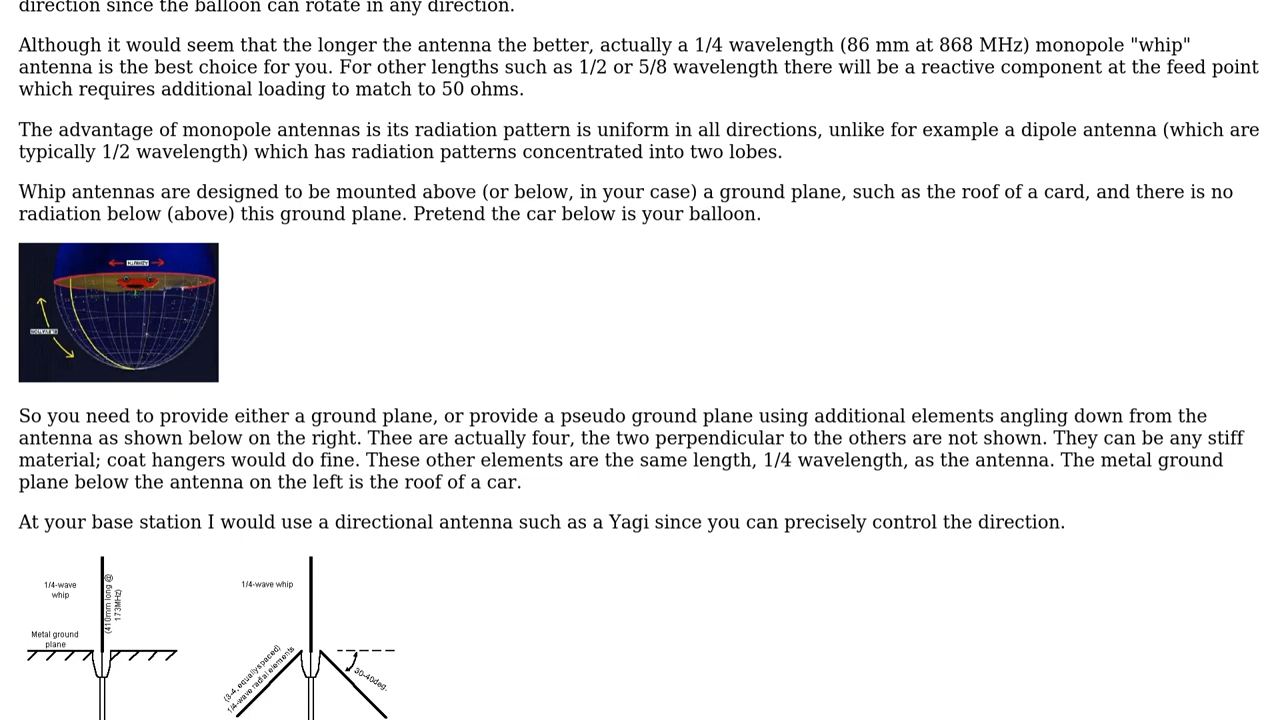 direction since the balloon can rotate in any direction.
Although it would seem that the longer the antenna the better, actually a 1/4 wavelength (86 mm at 868 MHz) monopole "whip"
antenna is the best choice for you. For other lengths such as 1/2 or 5/8 wavelength there will be a reactive component at the feed point
which requires additional loading to match to 50 ohms.
The advantage of monopole antennas is its radiation pattern is uniform in all directions, unlike for example a dipole antenna (which are
typically 1/2 wavelength) which has radiation patterns concentrated into two lobes.
Whip antennas are designed to be mounted above (or below, in your case) a ground plane, such as the roof of a card, and there is no
radiation below (above) this ground plane. Pretend the car below is your balloon.
So you need to provide either a ground plane, or provide a pseudo ground plane using additional elements angling down from the
antenna as shown below on the right. Thee are actually four, the two perpendicular to the others are not shown. They can be any stiff
material; coat hangers would do fine. These other elements are the same length, 1/4 wavelength, as the antenna. The metal ground
plane below the antenna on the left is the roof of a car.
At your base station I would use a directional antenna such as a Yagi since you can precisely control the direction.
1/4-wave
whip
(410mm long @
173MHz)
Metal ground
plane
1/4-wave whip
(3-4, equally spaced)
1/4-wave radial elements
30-40deg.